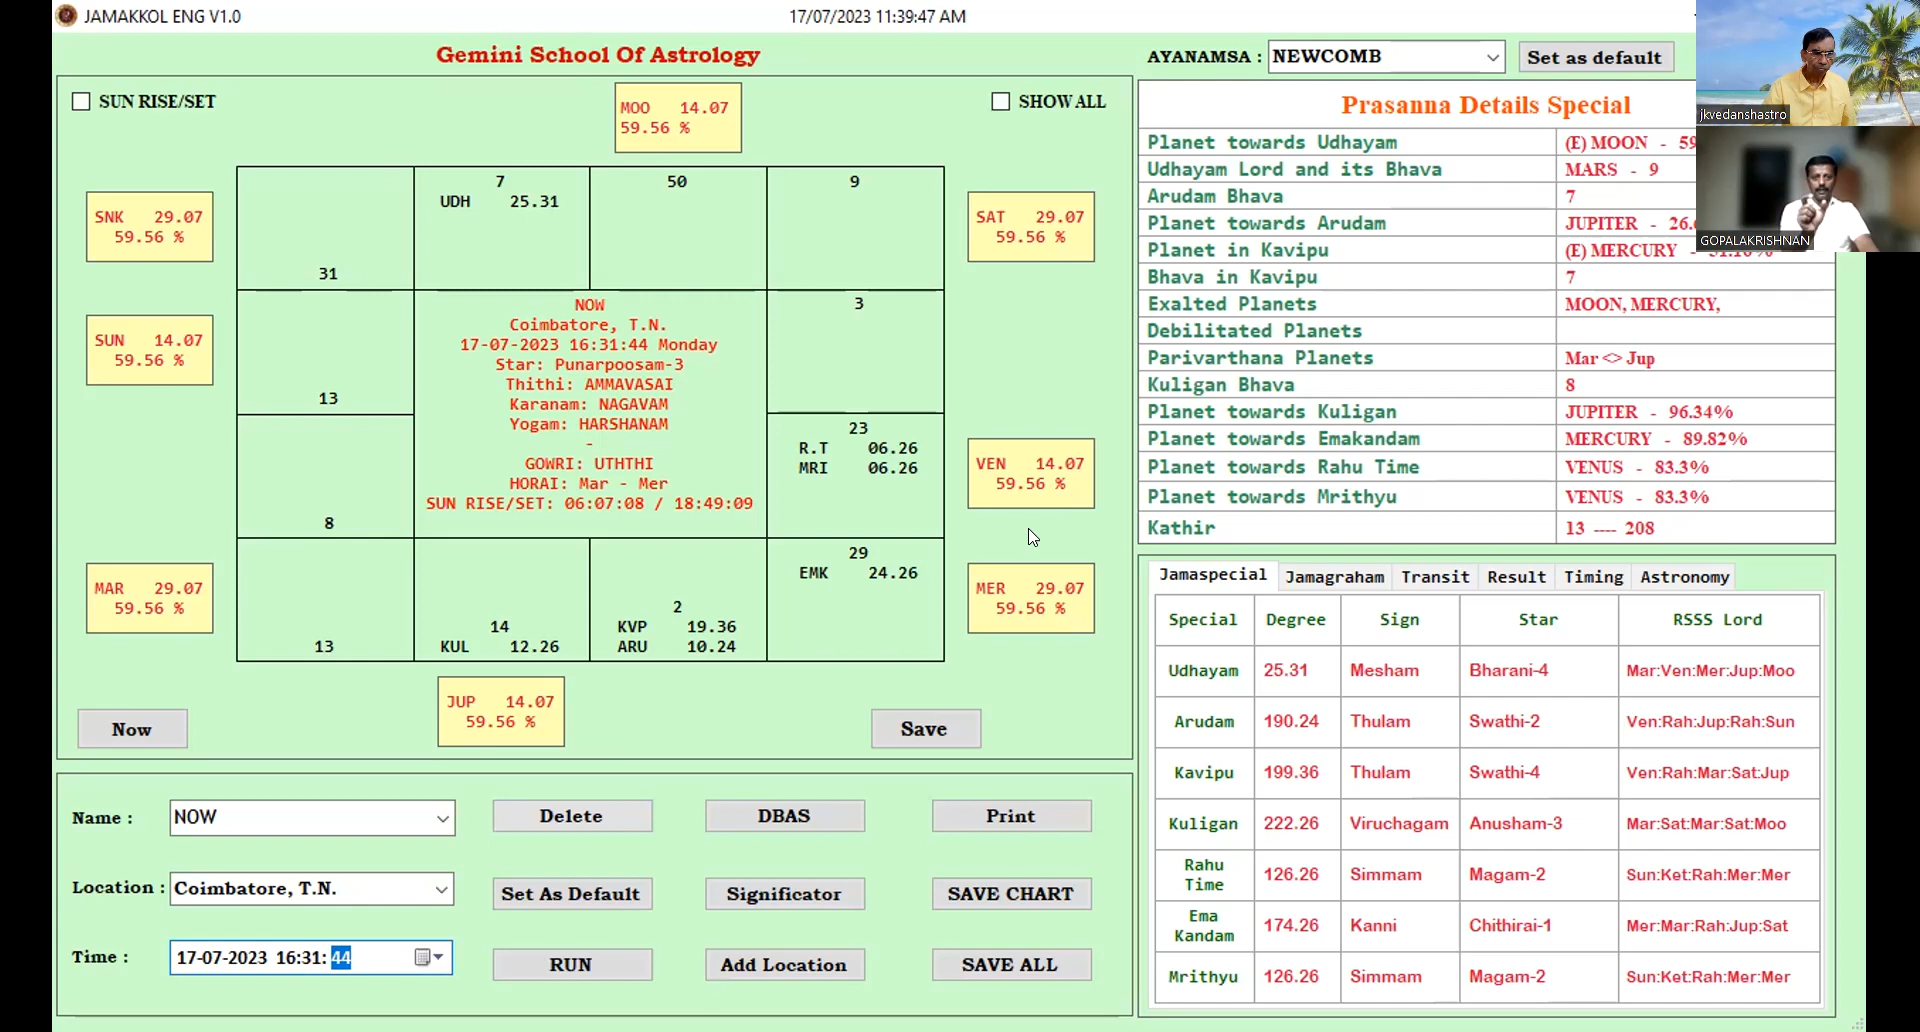 JAMAKKOL ENG V1.0
17/07/2023 11:39:47 AM
Gemini School Of Astrology
AYANAMSA : NEWCOMB
Set as default
SUN RISE/SET
SHOW ALL
MOO 14.07
59.56 %
SNK 29.07
59.56 %
SAT 29.07
59.56 %
SUN 14.07
59.56 %
VEN 14.07
59.56 %
MAR 29.07
59.56 %
MER 29.07
59.56 %
JUP 14.07
59.56 %
31
7
UDH 25.31
50
9
13
3
8
23
R.T 06.26
MRI 06.26
13
14
KUL 12.26
2
KVP 19.36
ARU 10.24
29
EMK 24.26
NOW
Coimbatore, T.N.
17-07-2023 16:31:44 Monday
Star: Punarpoosam-3
Thithi: AMMAVASAI
Karanam: NAGAVAM
Yogam: HARSHANAM
-
GOWRI: UTHTHI
HORAI: Mar - Mer
SUN RISE/SET: 06:07:08 / 18:49:09
Now
Save
Name : NOW
Location : Coimbatore, T.N.
Time : 17-07-2023 16:31:44
Delete
DBAS
Print
Set As Default
Significator
SAVE CHART
RUN
Add Location
SAVE ALL
Prasanna Details Special
Planet towards Udhayam (E) MOON - 59
Udhayam Lord and its Bhava MARS - 9
Arudam Bhava 7
Planet towards Arudam JUPITER - 26.
Planet in Kavipu (E) MERCURY -
Bhava in Kavipu 7
Exalted Planets MOON, MERCURY,
Debilitated Planets
Parivarthana Planets Mar <> Jup
Kuligan Bhava 8
Planet towards Kuligan JUPITER - 96.34%
Planet towards Emakandam MERCURY - 89.82%
Planet towards Rahu Time VENUS - 83.3%
Planet towards Mrithyu VENUS - 83.3%
Kathir 13 ---- 208
jkvedanshastro
GOPALAKRISHNAN
Jamaspecial Jamagraham Transit Result Timing Astronomy
Special Degree Sign Star RSSS Lord
Udhayam 25.31 Mesham Bharani-4 Mar:Ven:Mer:Jup:Moo
Arudam 190.24 Thulam Swathi-2 Ven:Rah:Jup:Rah:Sun
Kavipu 199.36 Thulam Swathi-4 Ven:Rah:Mar:Sat:Jup
Kuligan 222.26 Viruchagam Anusham-3 Mar:Sat:Mar:Sat:Moo
Rahu Time 126.26 Simmam Magam-2 Sun:Ket:Rah:Mer:Mer
Ema Kandam 174.26 Kanni Chithirai-1 Mer:Mar:Rah:Jup:Sat
Mrithyu 126.26 Simmam Magam-2 Sun:Ket:Rah:Mer:Mer